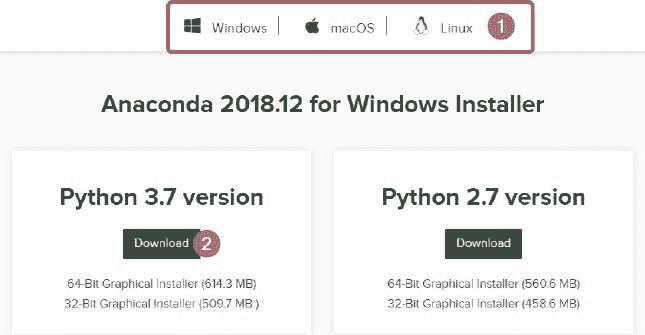 Windows macOS Linux 1
Anaconda 2018.12 for Windows Installer
Python 3.7 version
Download 2
64-Bit Graphical Installer (614.3 MB)
32-Bit Graphical Installer (509.7 MB )
Python 2.7 version
Download
64-Bit Graphical Installer (560.6 MB)
32-Bit Graphical Installer (458.6 MB)